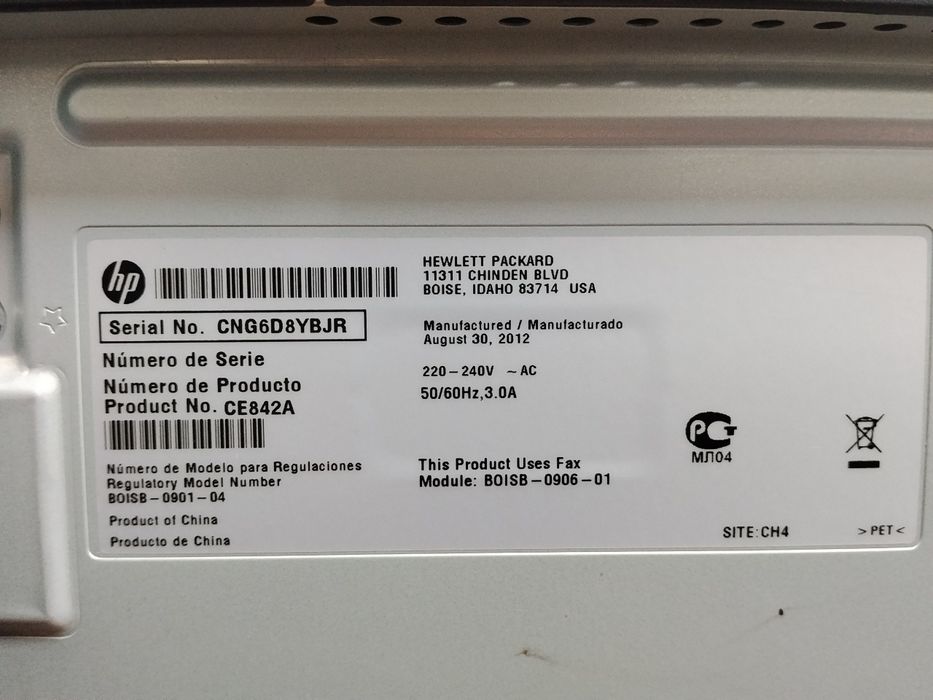 hp
HEWLETT PACKARD
11311 CHINDEN BLVD
BOISE, IDAHO 83714 USA
Serial No. CNG6D8YBJR
Manufactured / Manufacturado
August 30, 2012
Número de Serie
Número de Producto
Product No. CE842A
220-240V ~ AC
50/60Hz,3.0A
Número de Modelo para Regulaciones
Regulatory Model Number
BOISB-0901-04
This Product Uses Fax
Module: BOISB-0906-01
РСТ
МЛ04
Product of China
Producto de China
SITE:CH4
>PET<